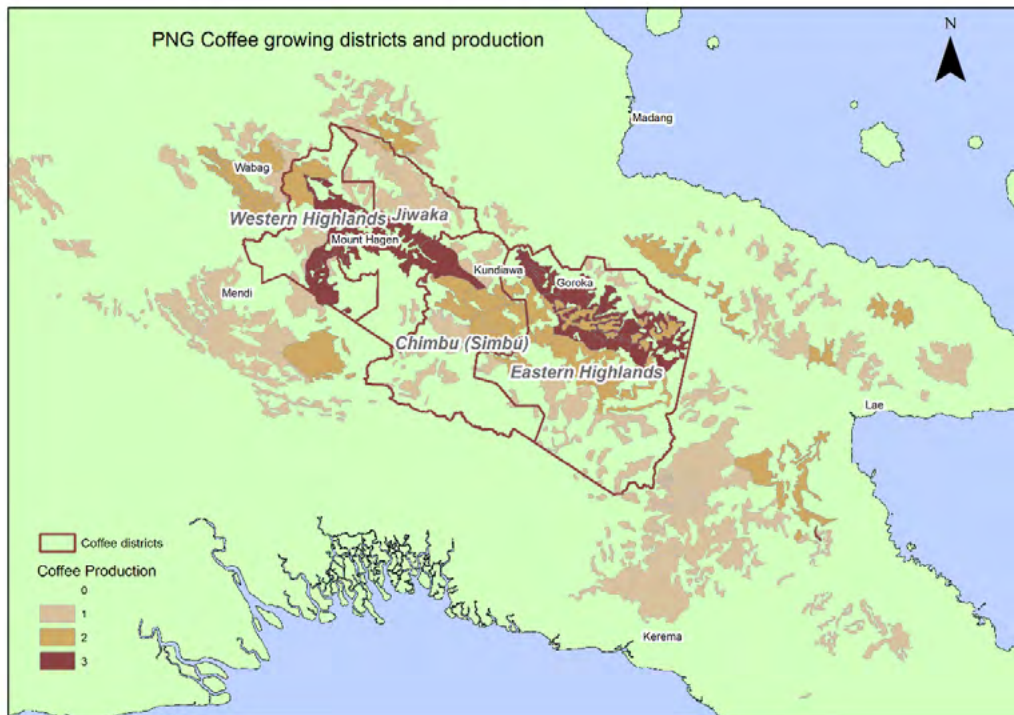 PNG Coffee growing districts and production
N
Madang
Wabag
Western Highlands
Jiwaka
Mount Hagen
Kundiawa
Goroka
Mendi
Chimbu (Simbu)
Eastern Highlands
Lae
Kerema
Coffee districts
Coffee Production
0
1
2
3